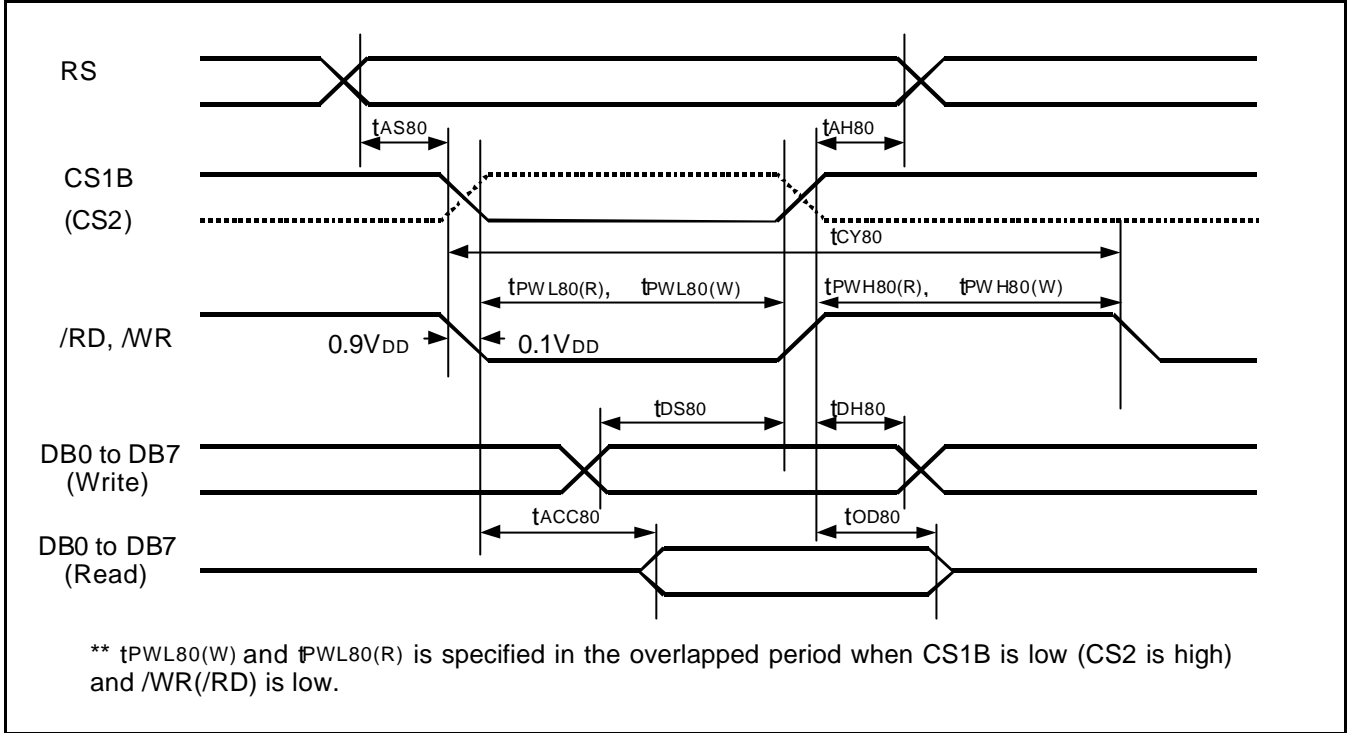 RS
tAS80
tAH80
CS1B
(CS2)
tCY80
tPWL80(R), tPWL80(W)
tPWH80(R), tPWH80(W)
/RD, /WR
0.9VDD
0.1VDD
tDS80
tDH80
DB0 to DB7
(Write)
tACC80
tOD80
DB0 to DB7
(Read)
** tPWL80(W) and tPWL80(R) is specified in the overlapped period when CS1B is low (CS2 is high)
and /WR(/RD) is low.